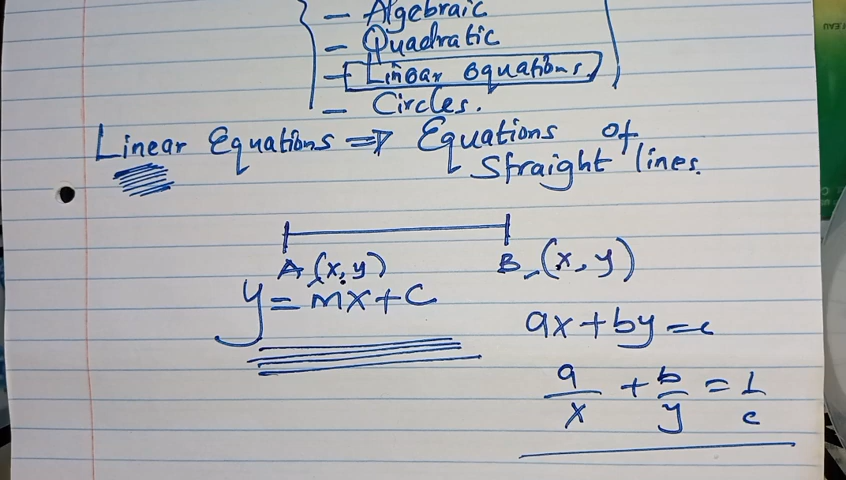 - Algebraic
- Quadratic
- Linear equations
- Circles.
Linear Equations ⇒ Equations of
Straight lines.
A (x, y) B (x, y)
y = mx + c
ax + by = c
a/x + b/y = 1/c